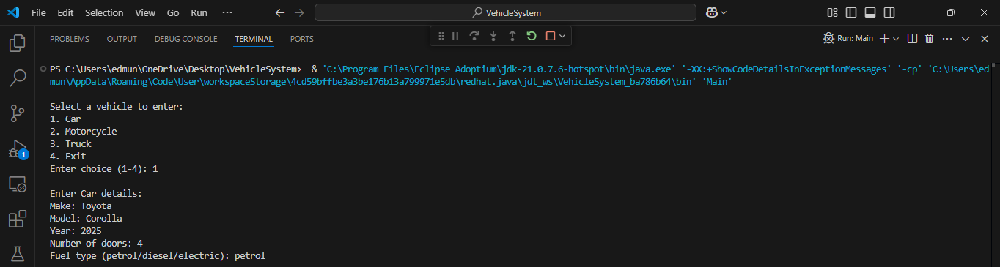 File Edit Selection View Go Run ··· VehicleSystem
PROBLEMS OUTPUT DEBUG CONSOLE TERMINAL PORTS Run: Main
PS C:\Users\edmun\OneDrive\Desktop\VehicleSystem> & 'C:\Program Files\Eclipse Adoptium\jdk-21.0.7.6-hotspot\bin\java.exe' '-XX:+ShowCodeDetailsInExceptionMessages' '-cp' 'C:\Users\ed
mun\AppData\Roaming\Code\User\workspaceStorage\4cd59bffbe3a3be176b13a799971e5db\redhat.java\jdt_ws\VehicleSystem_ba786b64\bin' 'Main'
Select a vehicle to enter:
1. Car
2. Motorcycle
3. Truck
4. Exit
Enter choice (1-4): 1
1
Enter Car details:
Make: Toyota
Model: Corolla
Year: 2025
Number of doors: 4
Fuel type (petrol/diesel/electric): petrol